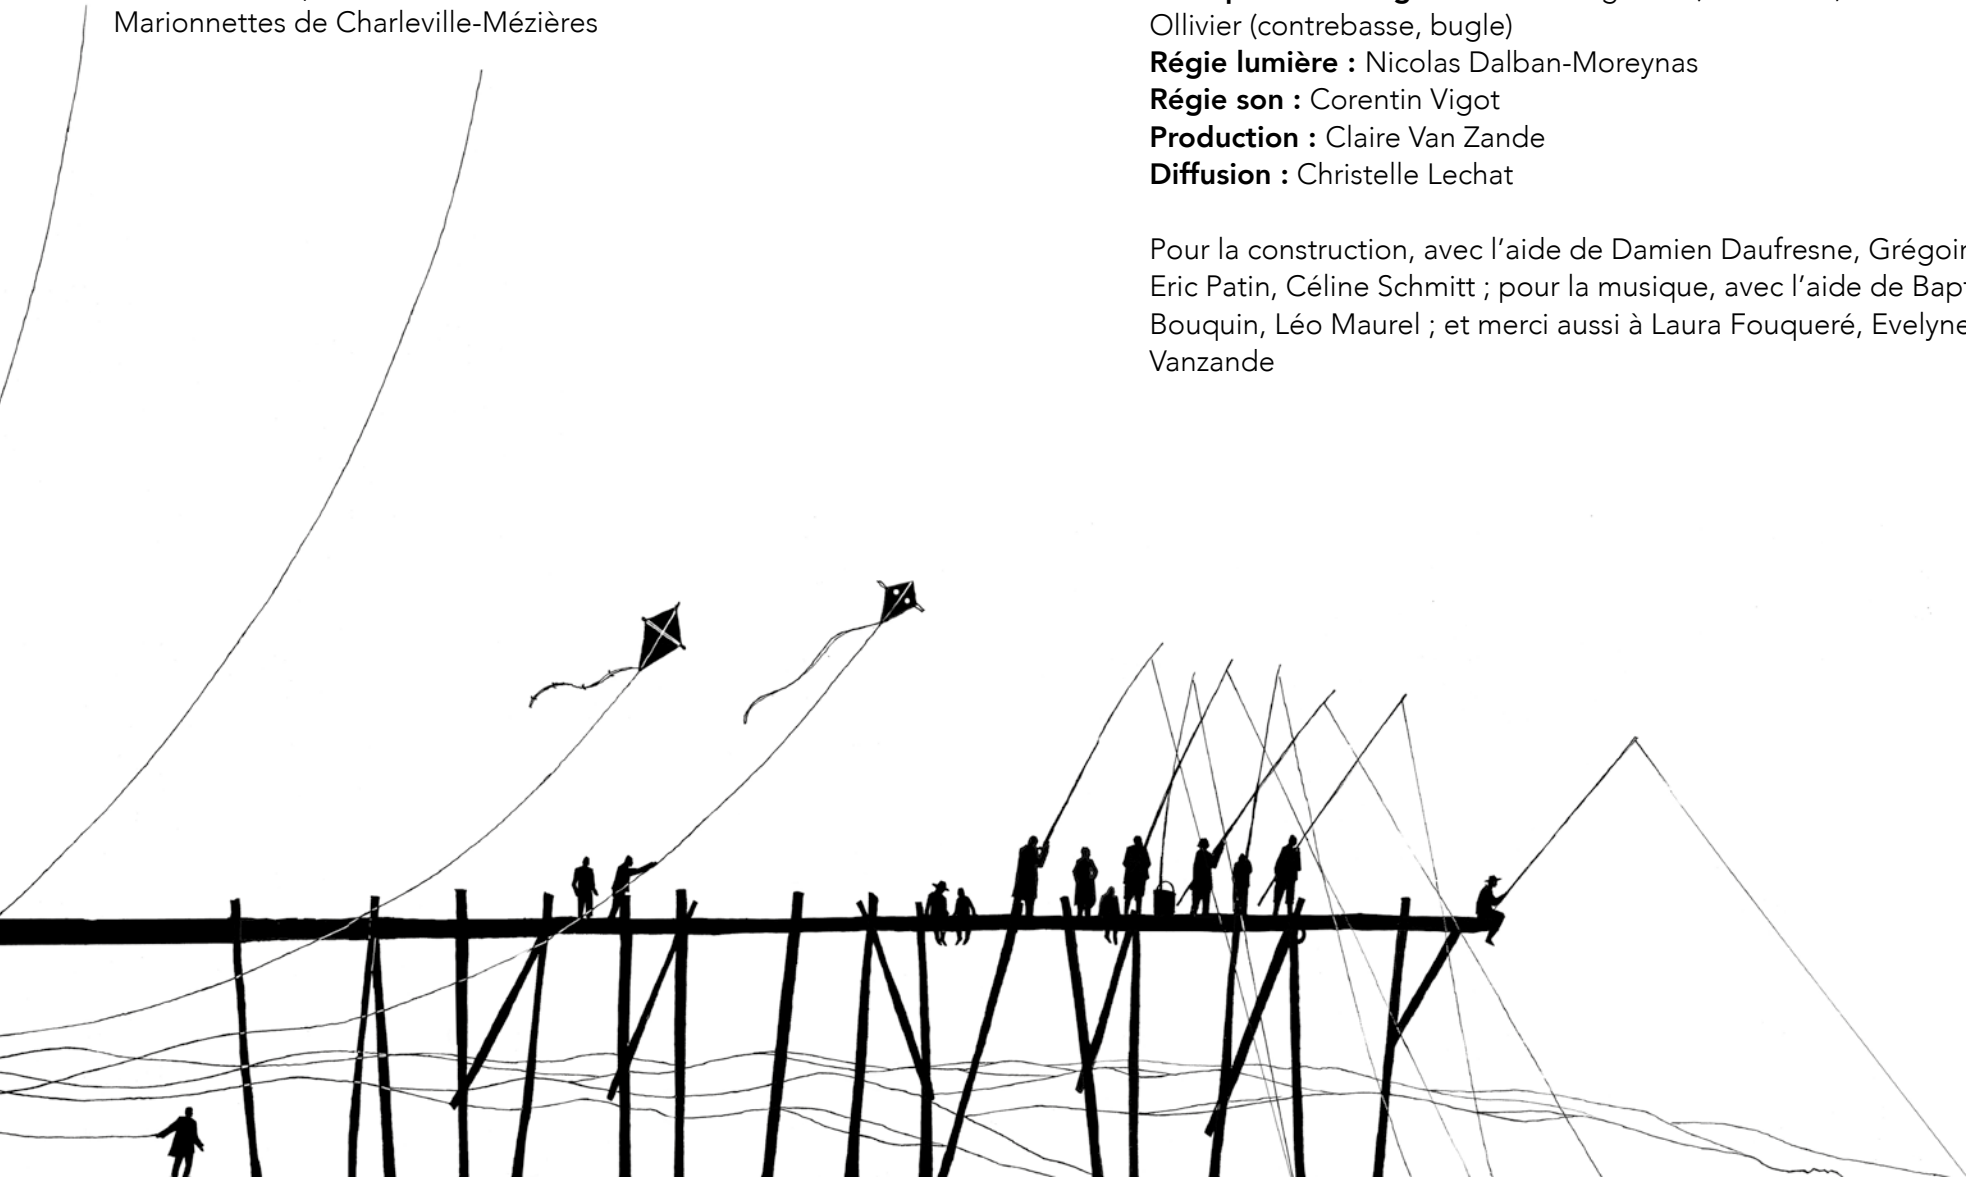 Marionnettes de Charleville-Mézières
Ollivier (contrebasse, bugle)
Régie lumière : Nicolas Dalban-Moreynas
Régie son : Corentin Vigot
Production : Claire Van Zande
Diffusion : Christelle Lechat
Pour la construction, avec l’aide de Damien Daufresne,
Eric Patin, Céline Schmitt ; pour la musique, avec l’aide de
Bouquin, Léo Maurel ; et merci aussi à Laura Fouqueré, Evelyne
Vanzande